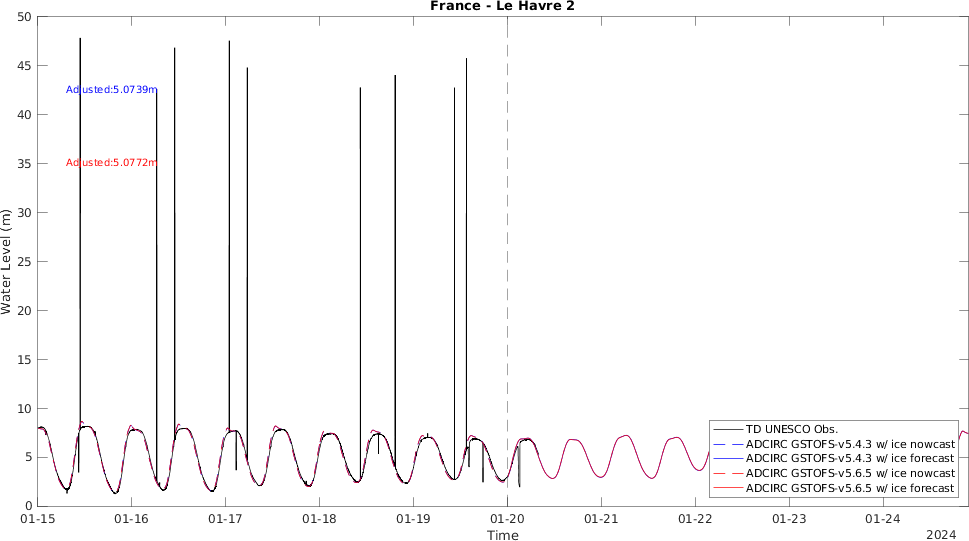 France - Le Havre 2
50
45
40
35
30
25
20
15
10
5
0
Water Level (m)
Adjusted:5.0739m
Adjusted:5.0772m
TD UNESCO Obs.
ADCIRC GSTOFS-v5.4.3 w/ ice nowcast
ADCIRC GSTOFS-v5.4.3 w/ ice forecast
ADCIRC GSTOFS-v5.6.5 w/ ice nowcast
ADCIRC GSTOFS-v5.6.5 w/ ice forecast
01-15 01-16 01-17 01-18 01-19 01-20 01-21 01-22 01-23 01-24
Time
2024